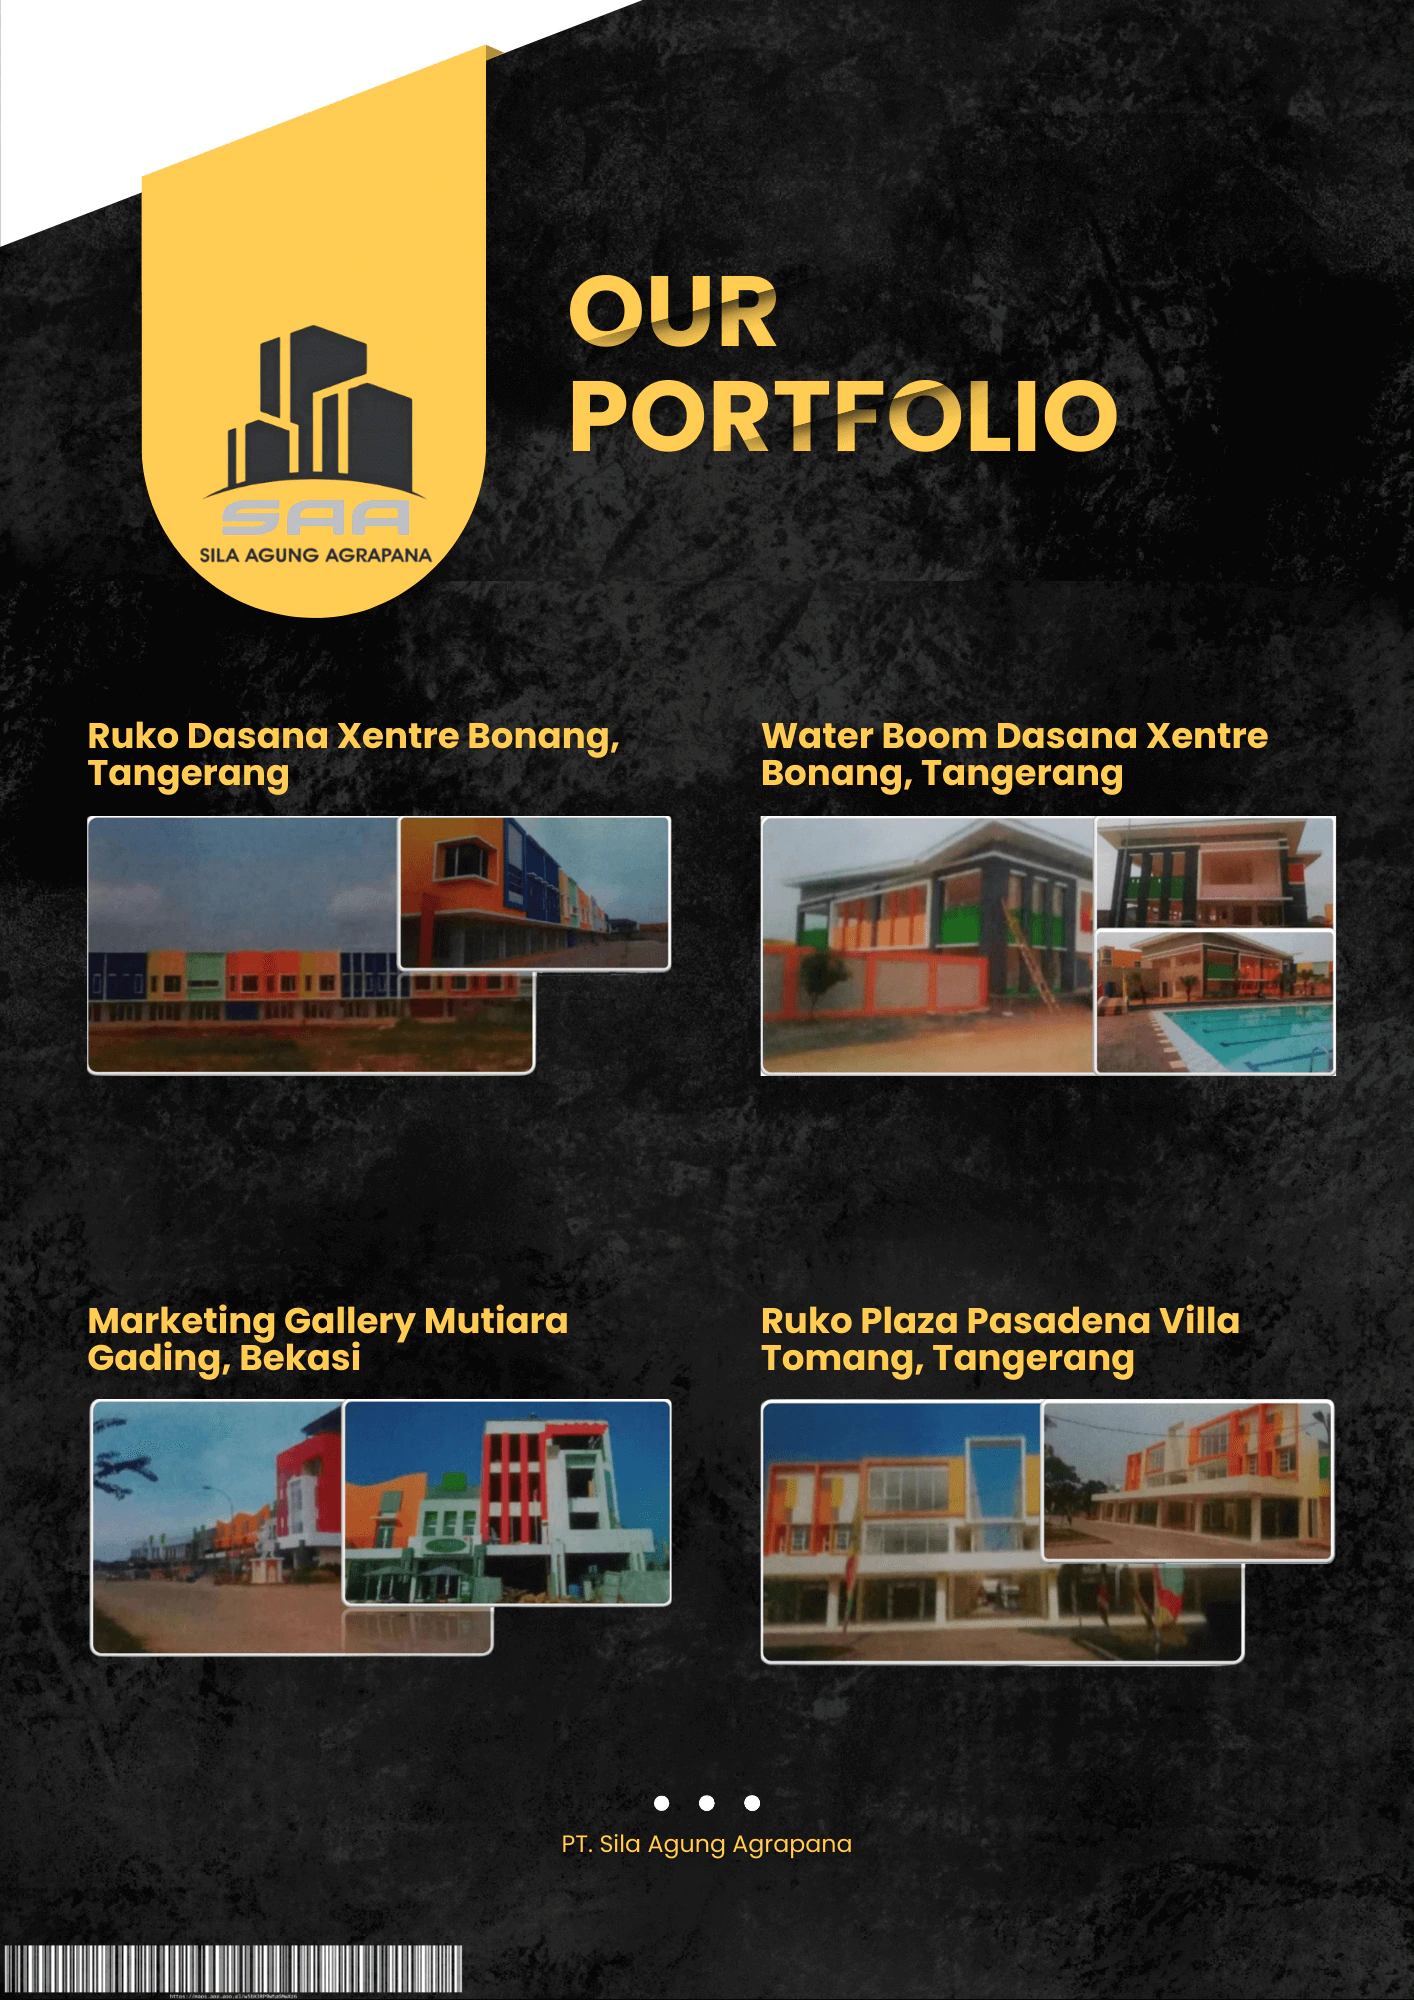 SAA
SILA AGUNG AGRAPANA
OUR
PORTFOLIO
Ruko Dasana Xentre Bonang,
Tangerang
Water Boom Dasana Xentre
Bonang, Tangerang
Marketing Gallery Mutiara
Gading, Bekasi
Ruko Plaza Pasadena Villa
Tomang, Tangerang
PT. Sila Agung Agrapana